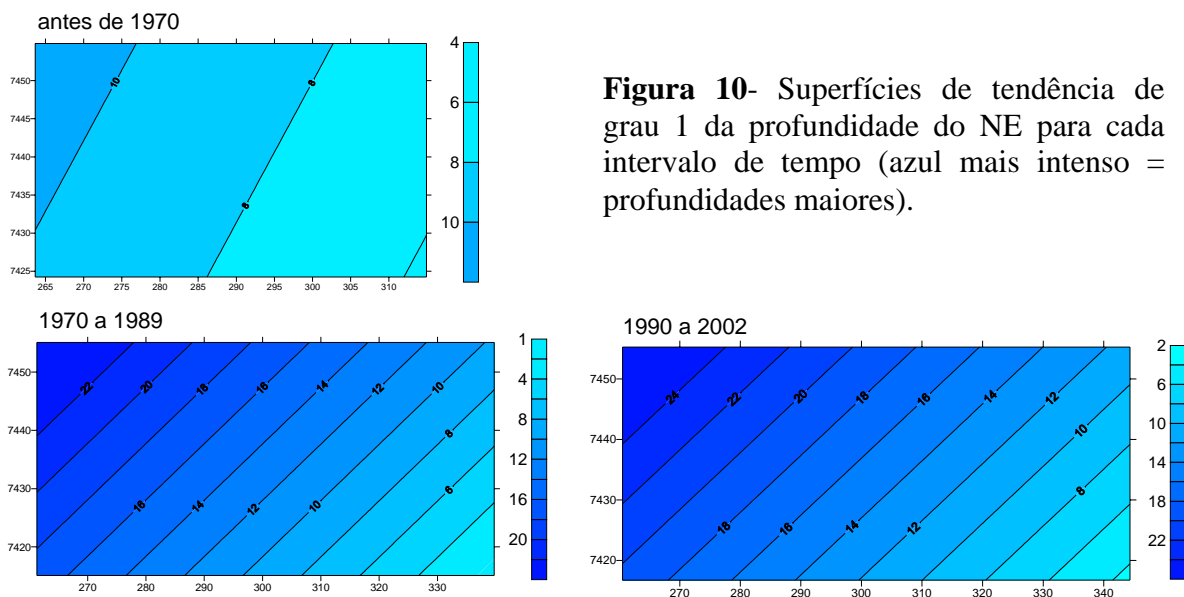 antes de 1970
10
8
8
7450
7445
7440
7435
7430
7425
265 270 275 280 285 290 295 300 305 310
4
6
8
10
Figura 10- Superfícies de tendência de
grau 1 da profundidade do NE para cada
intervalo de tempo (azul mais intenso =
profundidades maiores).
1970 a 1989
22 20 18 16 14 12 10
8
16 14 12 10 6
7450
7440
7430
7420
270 280 290 300 310 320 330
1
4
8
12
16
20
1990 a 2002
24 22 20 18 16 14 12
10
18 16 14 12 8
7450
7440
7430
7420
270 280 290 300 310 320 330 340
2
6
10
14
18
22